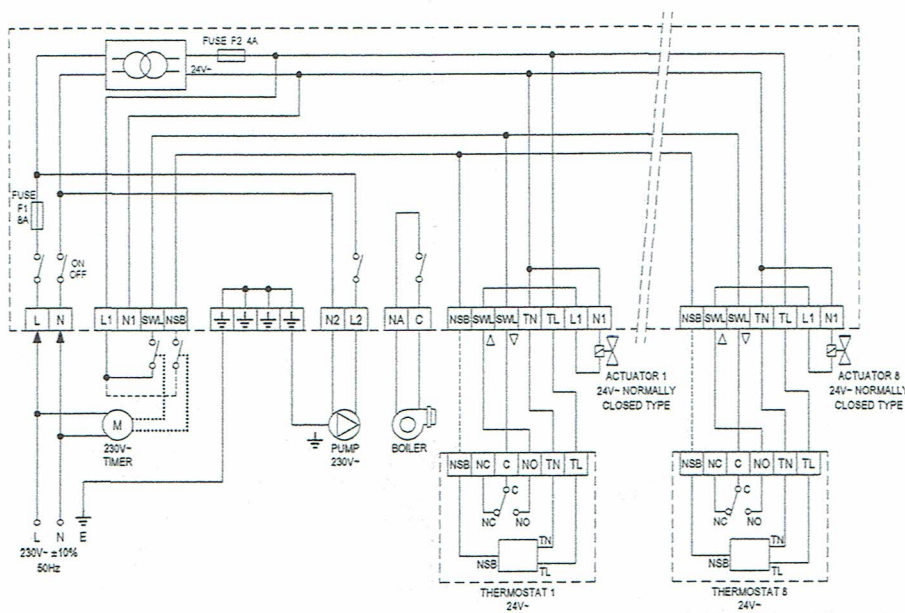 FUSE F2 4A
24V~
FUSE
F1
8A
ON
OFF
L N L1 N1 SWL NSB N2 L2 NA C NSB SWL SWL TN TL L1 N1 NSB SWL SWL TN TL L1 N1
ACTUATOR 1
24V~ NORMALLY
CLOSED TYPE
ACTUATOR 8
24V~ NORMALLY
CLOSED TYPE
M
230V~
TIMER
PUMP
230V~
BOILER
NSB NC C NO TN TL NSB NC C NO TN TL
C
NC NO
C
NC NO
TN
NSB
TL
TN
NSB
TL
L N E
230V~ ±10%
50Hz
THERMOSTAT 1
24V~
THERMOSTAT 8
24V~